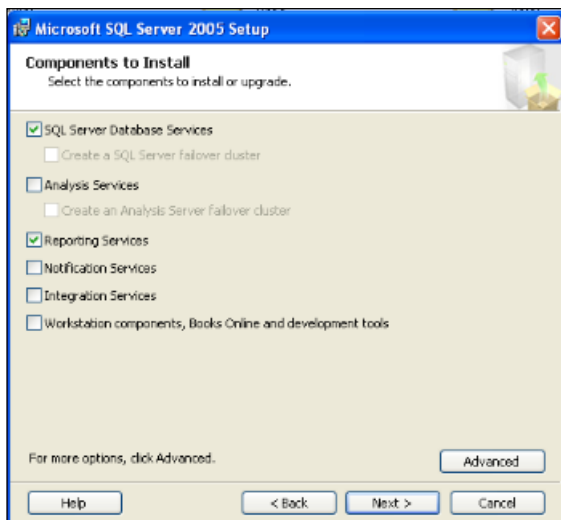 Microsoft SQL Server 2005 Setup
Components to Install
Select the components to install or upgrade.
SQL Server Database Services
Create a SQL Server failover cluster
Analysis Services
Create an Analysis Server failover cluster
Reporting Services
Notification Services
Integration Services
Workstation components, Books Online and development tools
For more options, click Advanced.
Advanced
Help
< Back
Next >
Cancel